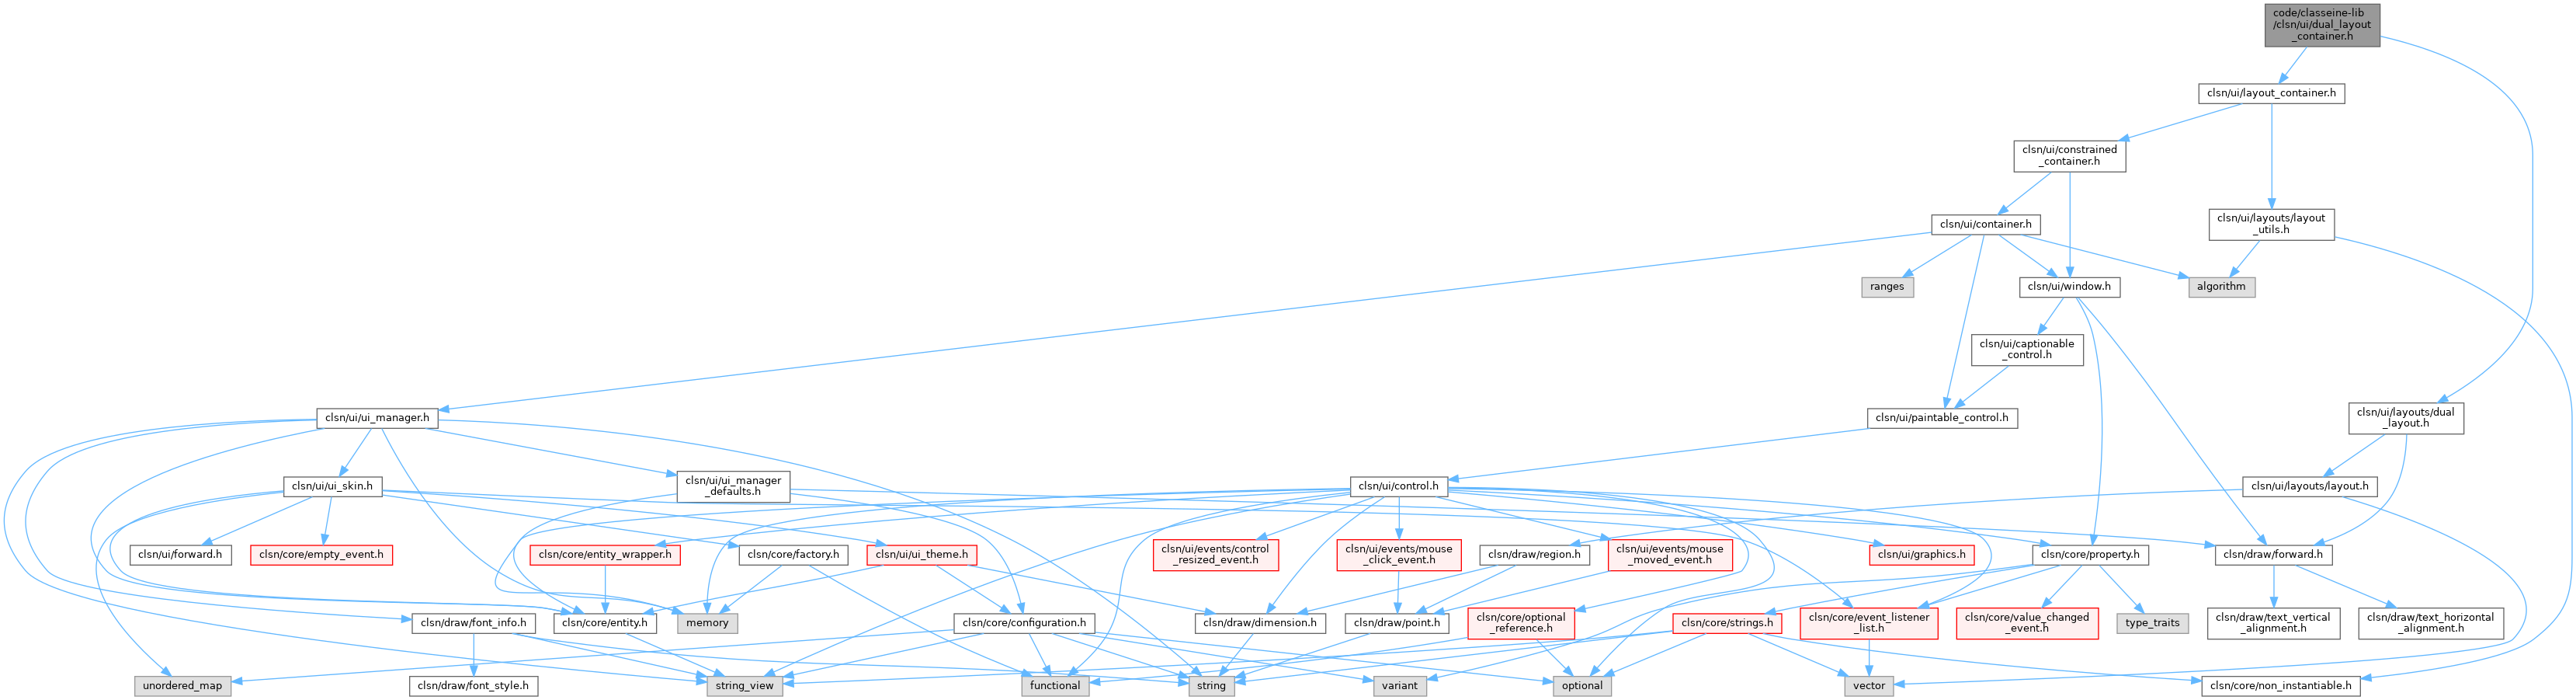 code/classeine-lib
/clsn/ui/dual_layout
_container.h
clsn/ui/layout_container.h
clsn/ui/constrained
_container.h
clsn/ui/container.h
clsn/ui/layouts/layout
_utils.h
ranges
clsn/ui/window.h
algorithm
clsn/ui/captionable
_control.h
clsn/ui/ui_manager.h
clsn/ui/paintable_control.h
clsn/ui/layouts/dual
_layout.h
clsn/ui/ui_skin.h
clsn/ui/ui_manager
_defaults.h
clsn/ui/control.h
clsn/ui/layouts/layout.h
clsn/ui/forward.h
clsn/core/empty_event.h
clsn/core/entity_wrapper.h
clsn/core/factory.h
clsn/ui/ui_theme.h
clsn/ui/events/control
_resized_event.h
clsn/ui/events/mouse
_click_event.h
clsn/draw/region.h
clsn/ui/events/mouse
_moved_event.h
clsn/ui/graphics.h
clsn/core/property.h
clsn/draw/forward.h
clsn/draw/font_info.h
clsn/core/entity.h
memory
clsn/core/configuration.h
clsn/draw/dimension.h
clsn/draw/point.h
clsn/core/optional
_reference.h
clsn/core/strings.h
clsn/core/event_listener
_list.h
clsn/core/value_changed
_event.h
type_traits
clsn/draw/text_vertical
_alignment.h
clsn/draw/text_horizontal
_alignment.h
unordered_map
clsn/draw/font_style.h
string_view
functional
string
variant
optional
vector
clsn/core/non_instantiable.h